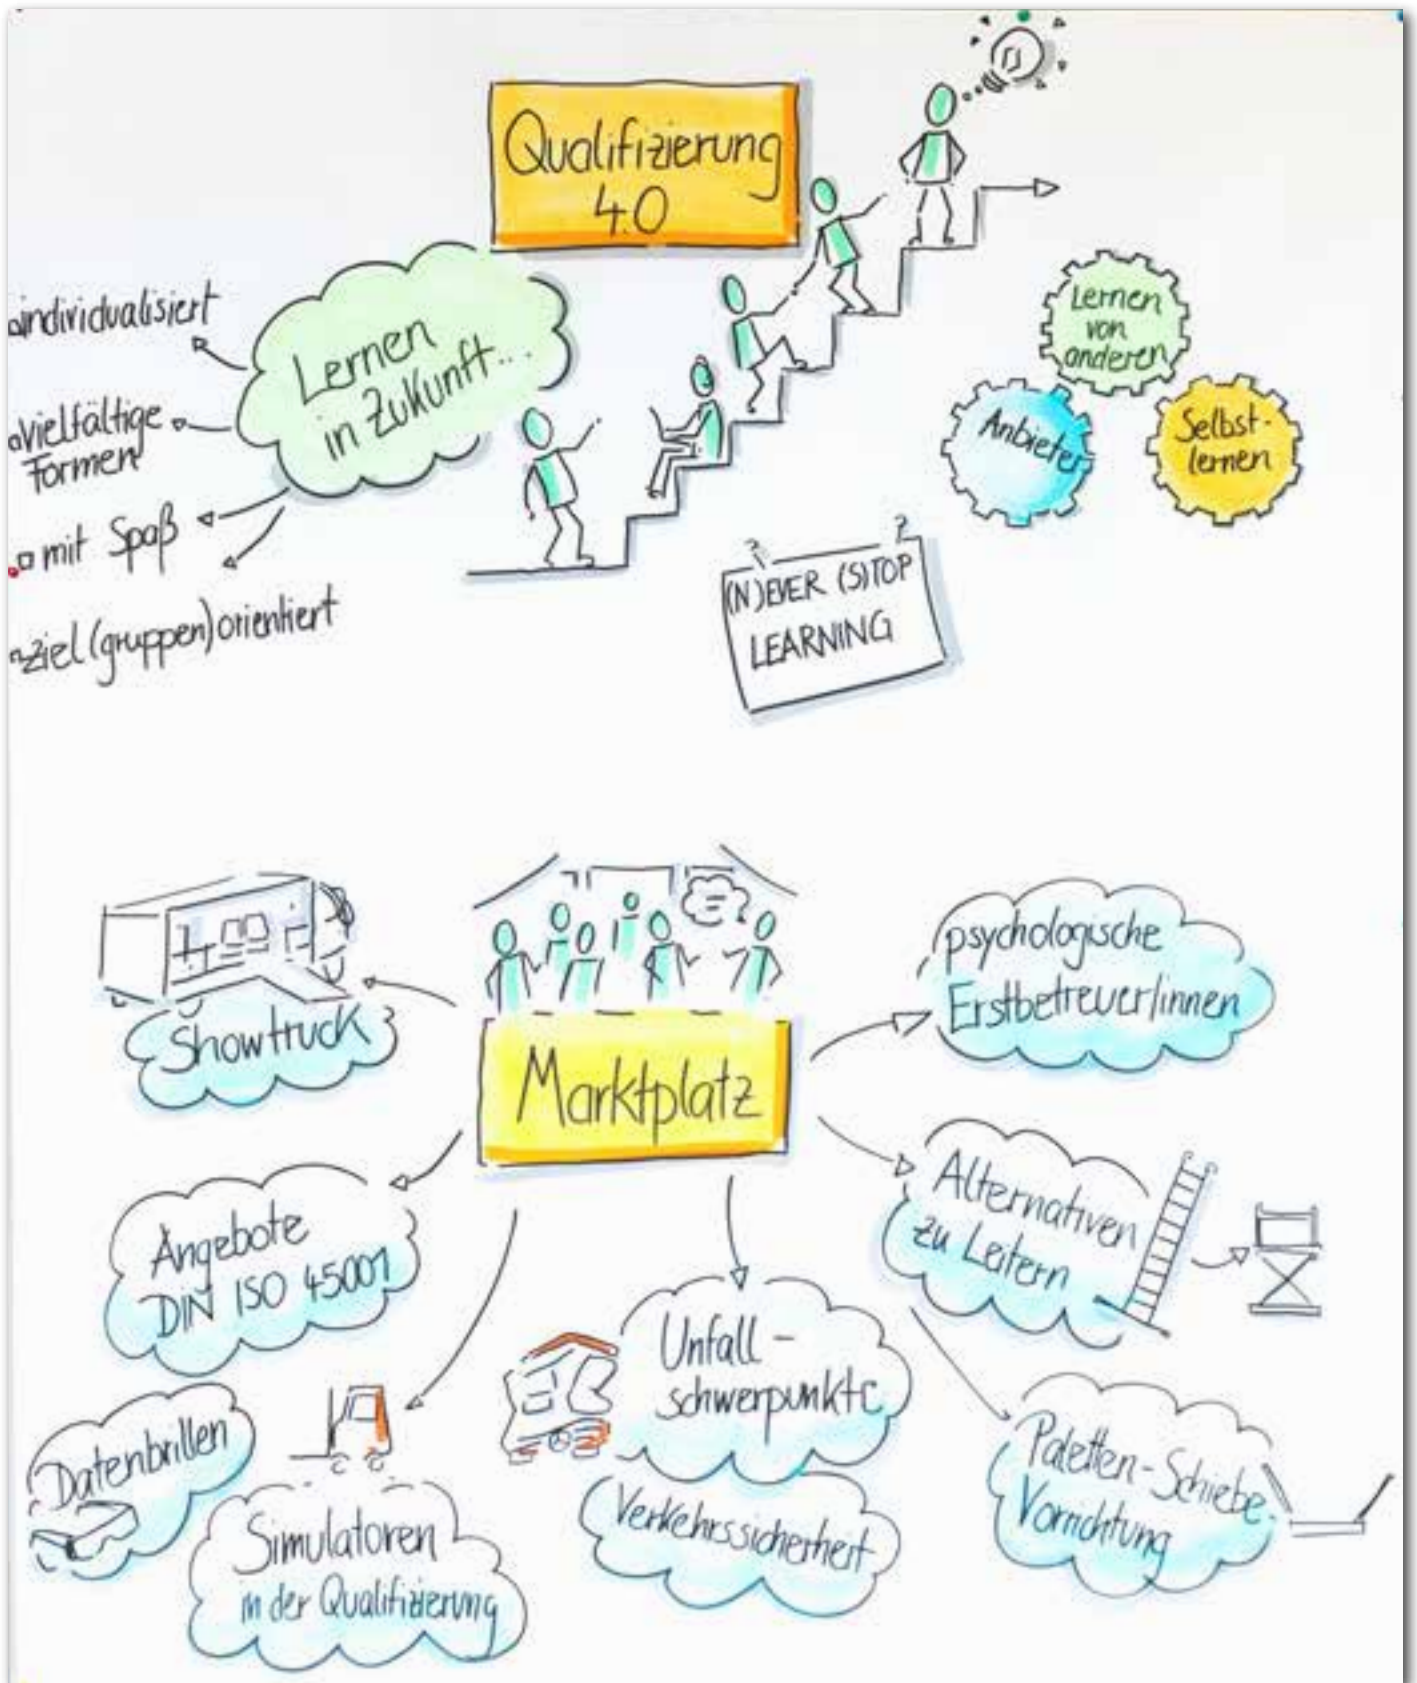 Qualifizierung
4.0
Lernen
in Zukunft...
individualisiert
Vielfältige
Formen
mit Spaß
Ziel (gruppen) orientiert
Lernen
von
anderen
Anbieter
Selbst-
lernen
(N)EVER (S)TOP
LEARNING
Showtruck
Marktplatz
psychologische
Erstbetreuer/innen
Angebote
DIN ISO 45001
Alternativen
zu Leitern
Unfall-
schwerpunkte
Verkehrssicherheit
Datenbrillen
Simulatoren
in der Qualifizierung
Paletten-Schiebe-
Vorrichtung